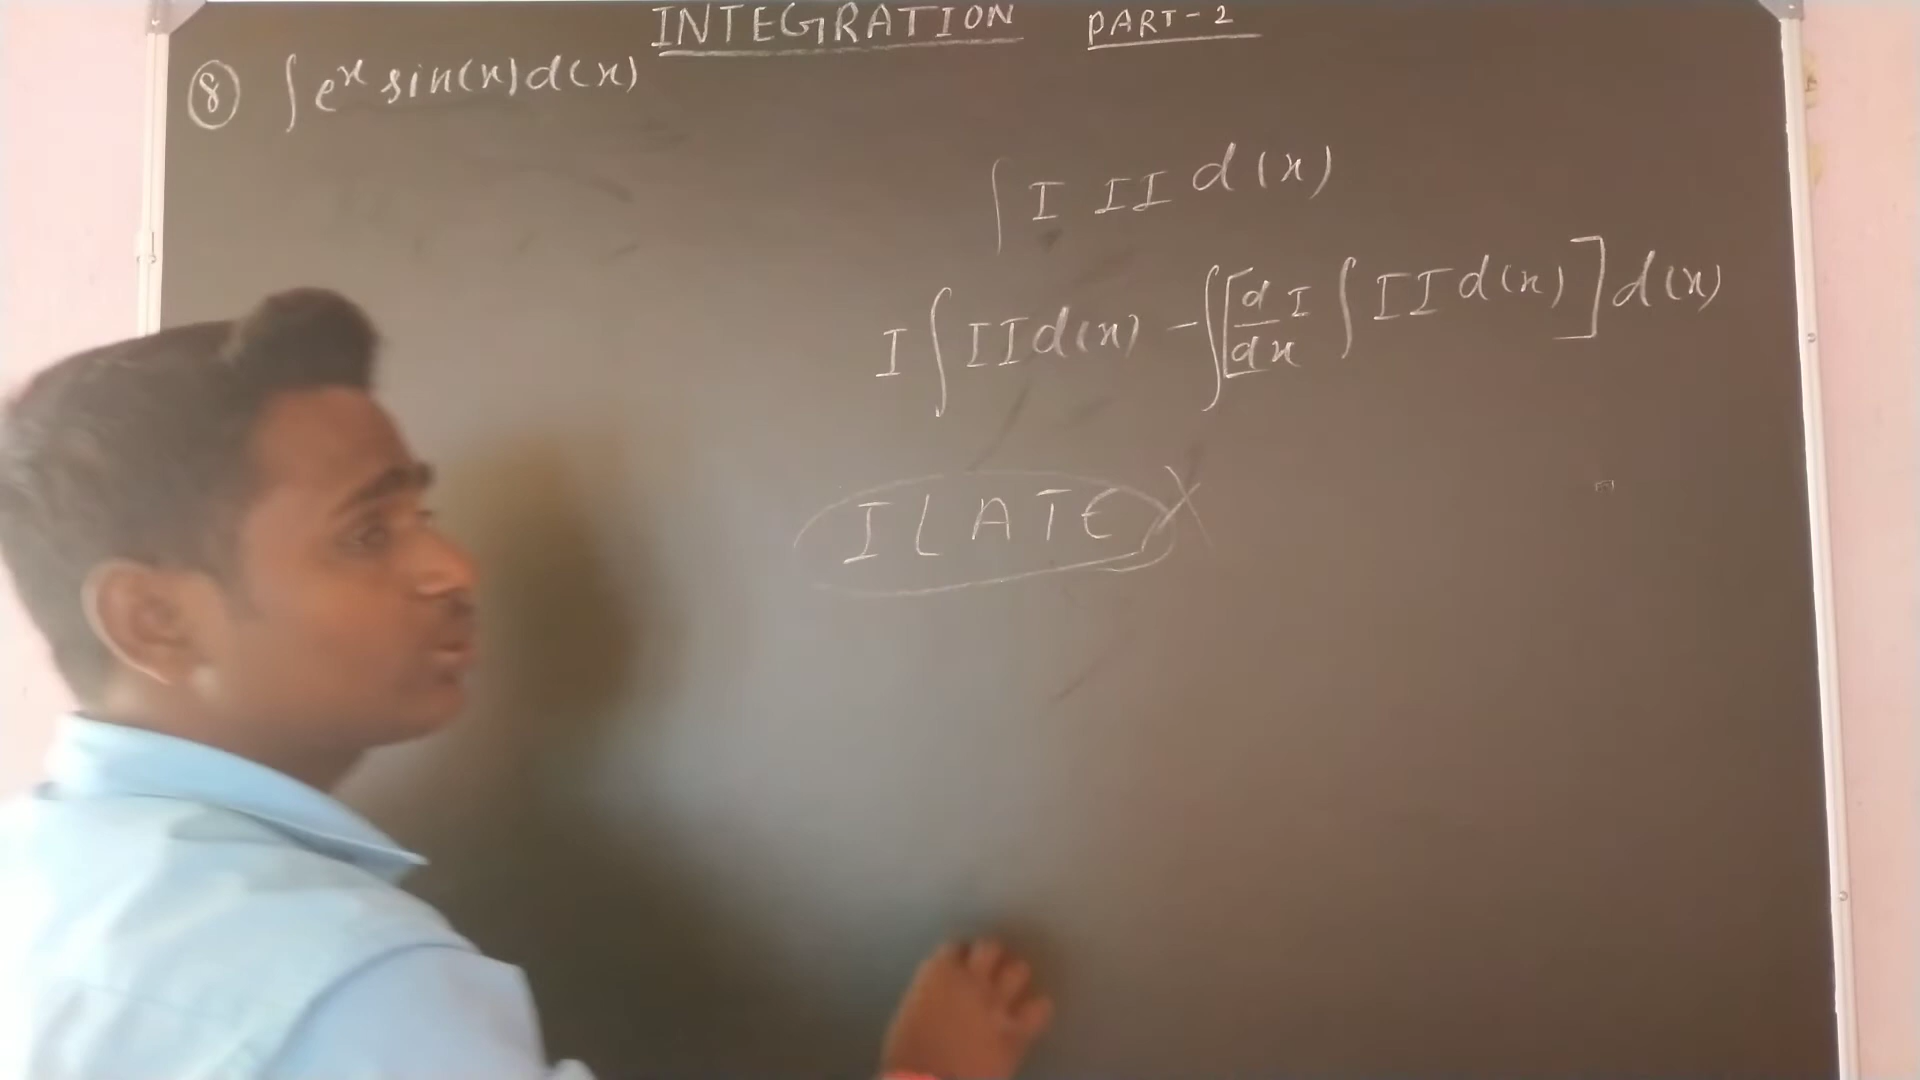 INTEGRATION PART-2
⑧ ∫e^x sin(x)d(x)
∫ I II d(x)
I ∫ II d(x) - ∫[d/dx I ∫ II d(x)] d(x)
ILATE X